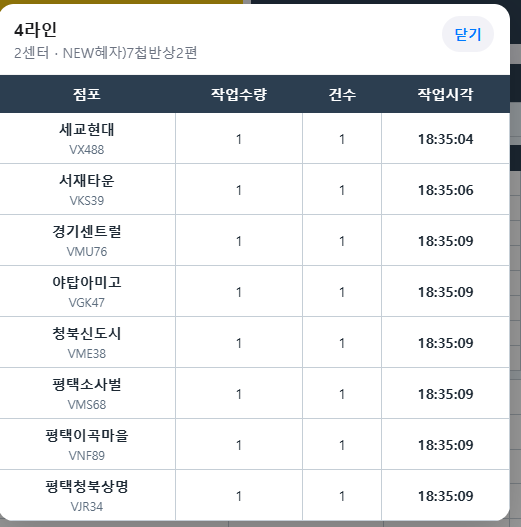 4라인
닫기
2센터 · NEW혜자)7첩반상2편
점포 작업수량 건수 작업시각
세교현대
VX488
1 1 18:35:04
서재타운
VKS39
1 1 18:35:06
경기센트럴
VMU76
1 1 18:35:09
야탑아미고
VGK47
1 1 18:35:09
청북신도시
VME38
1 1 18:35:09
평택소사벌
VMS68
1 1 18:35:09
평택이곡마을
VNF89
1 1 18:35:09
평택청북상명
VJR34
1 1 18:35:09